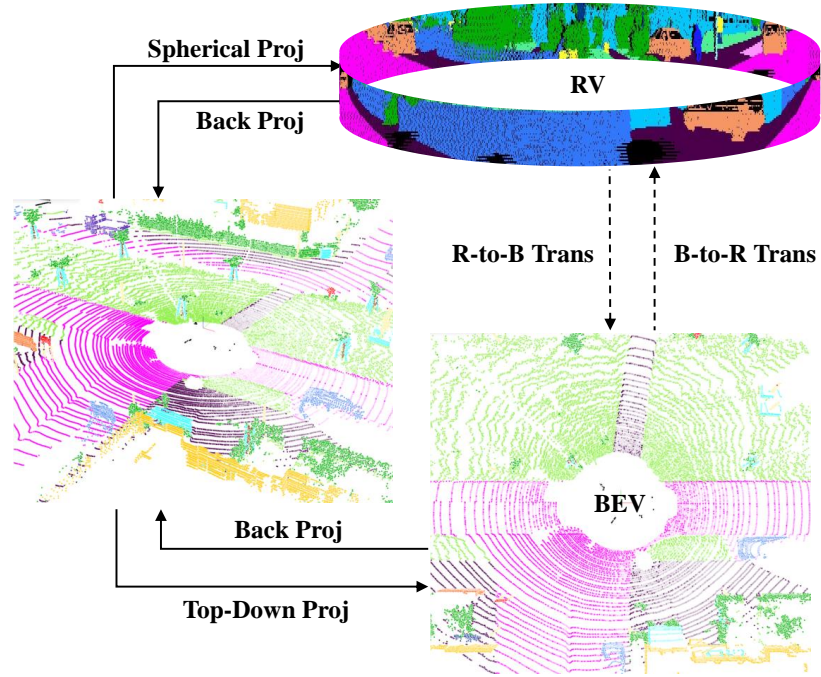 Spherical Proj
RV
Back Proj
R-to-B Trans
B-to-R Trans
BEV
Back Proj
Top-Down Proj